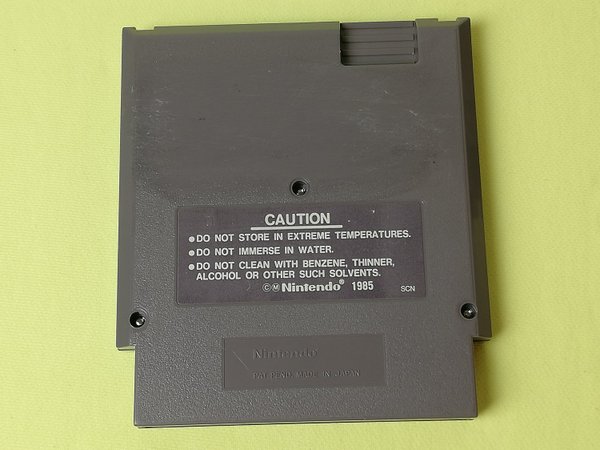 CAUTION
●DO NOT STORE IN EXTREME TEMPERATURES.
●DO NOT IMMERSE IN WATER.
●DO NOT CLEAN WITH BENZENE, THINNER,
ALCOHOL OR OTHER SUCH SOLVENTS.
ⒸⓂ Nintendo® 1985 SCN
Nintendo
PAT. PEND. MADE IN JAPAN